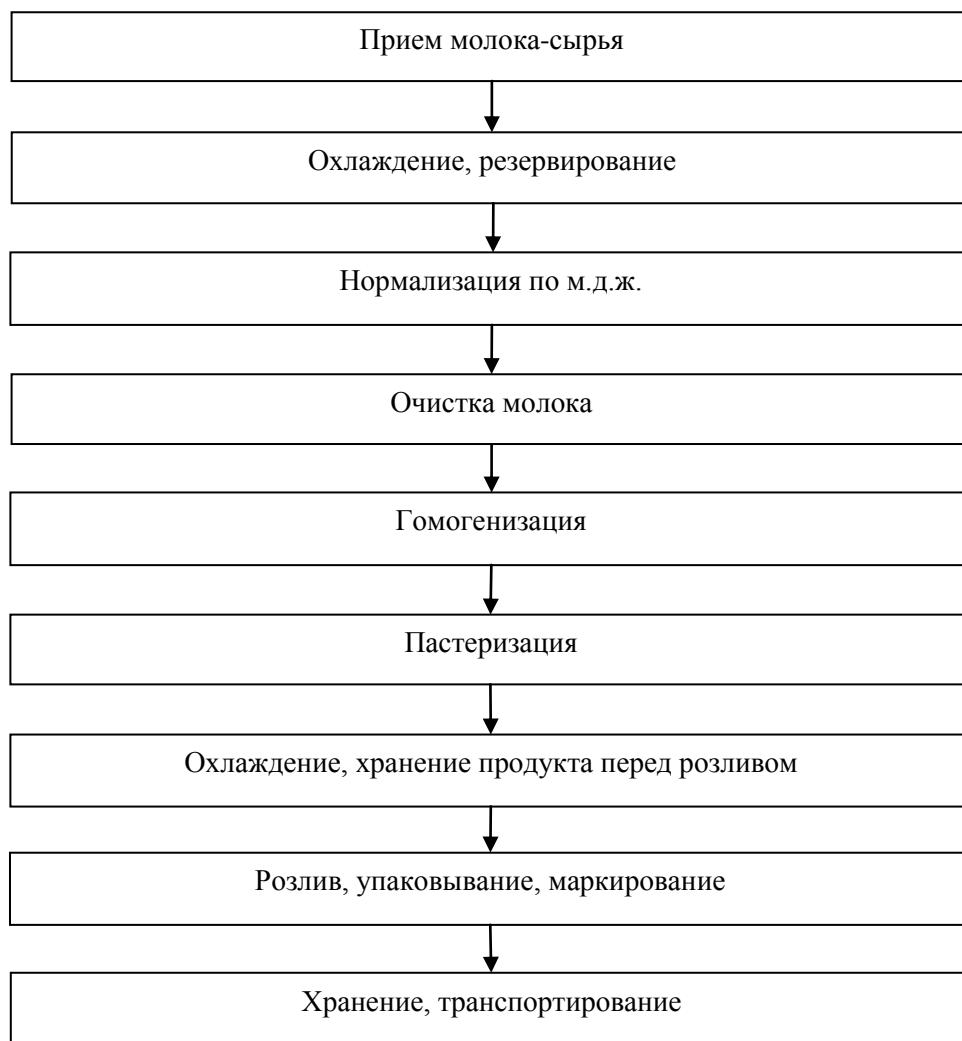 Прием молока-сырья
Охлаждение, резервирование
Нормализация по м.д.ж.
Очистка молока
Гомогенизация
Пастеризация
Охлаждение, хранение продукта перед розливом
Розлив, упаковывание, маркирование
Хранение, транспортирование